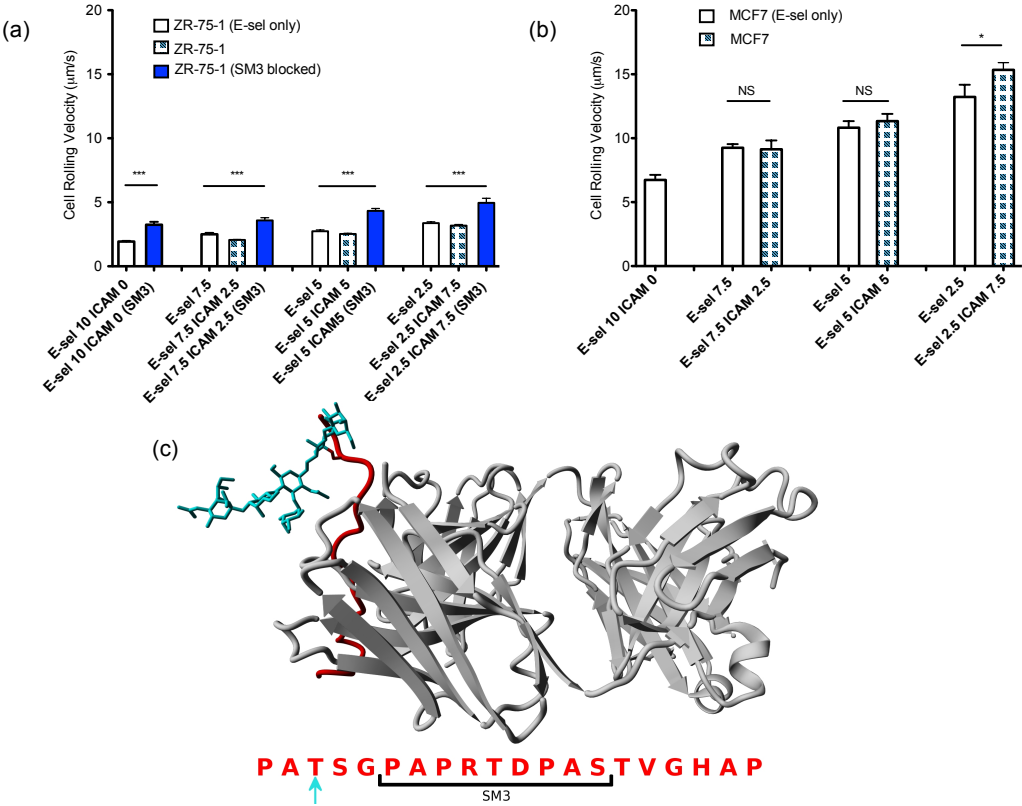 (a)
Cell Rolling Velocity (µm/s)
20
15
10
5
0
ZR-75-1 (E-sel only)
ZR-75-1
ZR-75-1 (SM3 blocked)
***
***
***
***
E-sel 10 ICAM 0
E-sel 10 ICAM 0 (SM3)
E-sel 7.5
E-sel 7.5 ICAM 2.5
E-sel 7.5 ICAM 2.5 (SM3)
E-sel 5
E-sel 5 ICAM 5
E-sel 5 ICAM5 (SM3)
E-sel 2.5
E-sel 2.5 ICAM 7.5
E-sel 2.5 ICAM 7.5 (SM3)
(b)
Cell Rolling Velocity (µm/s)
20
15
10
5
0
MCF7 (E-sel only)
MCF7
NS
NS
*
E-sel 10 ICAM 0
E-sel 7.5
E-sel 7.5 ICAM 2.5
E-sel 5
E-sel 5 ICAM 5
E-sel 2.5
E-sel 2.5 ICAM 7.5
(c)
P A T S G P A P R T D P A S T V G H A P
SM3